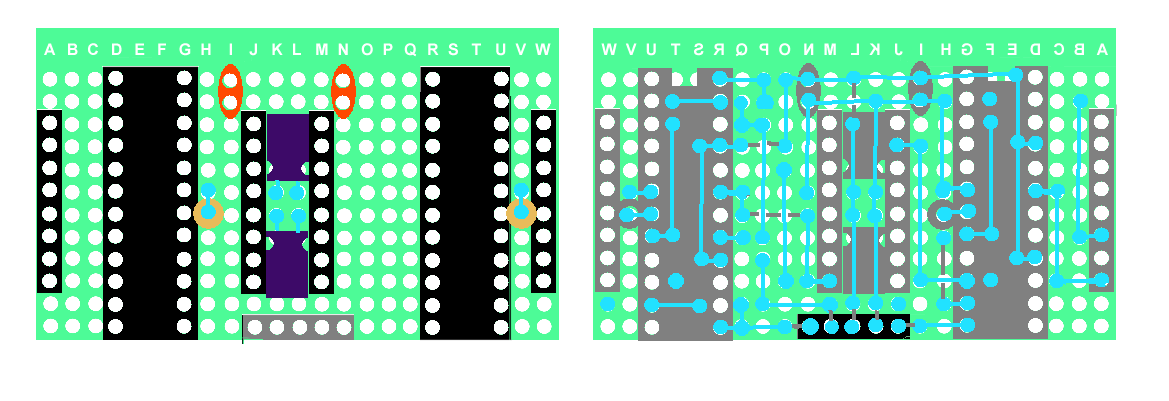 A B C D E F G H I J K L M N O P Q R S T U V W
W V U T S R Q P O N M L K J I H G F E D C B A